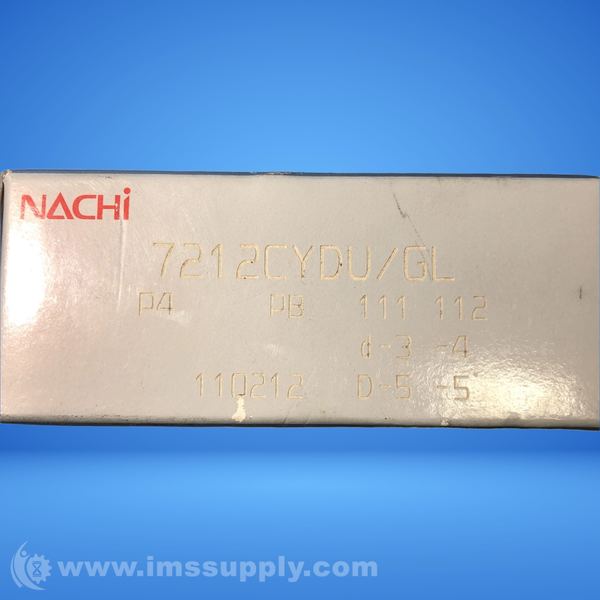 NACHi
7212CYDU/GL
P4 PB 111 112
d-3 -4
110212 D-5 -5
www.imssupply.com